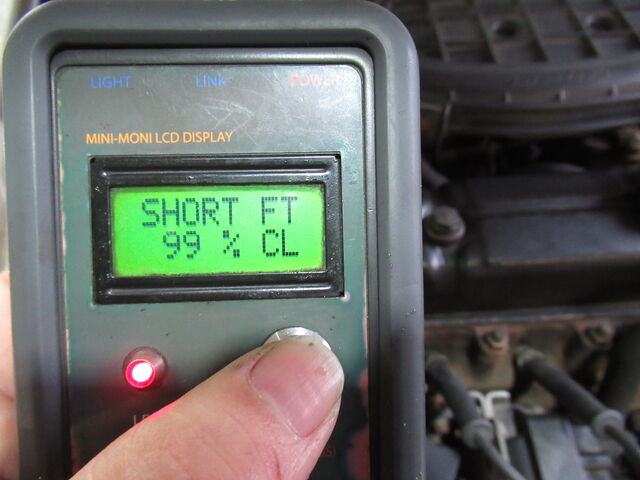 LIGHT LINK POWER
MINI-MONI LCD DISPLAY
SHORT FT
99 % CL